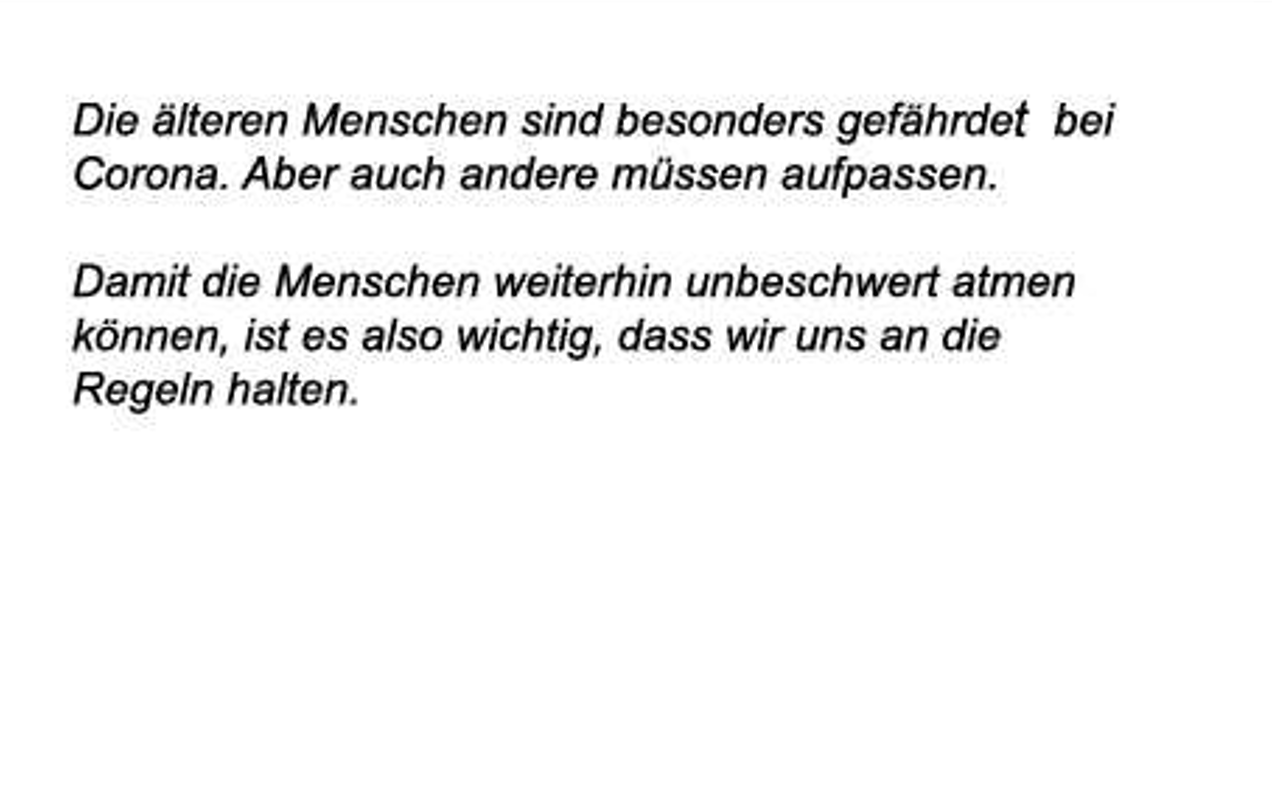 Die älteren Menschen sind besonders gefährdet  bei
Corona. Aber auch andere müssen aufpassen.
Damit die Menschen weiterhin unbeschwert atmen
können, ist es also wichtig, dass wir uns an die
Regeln halten.